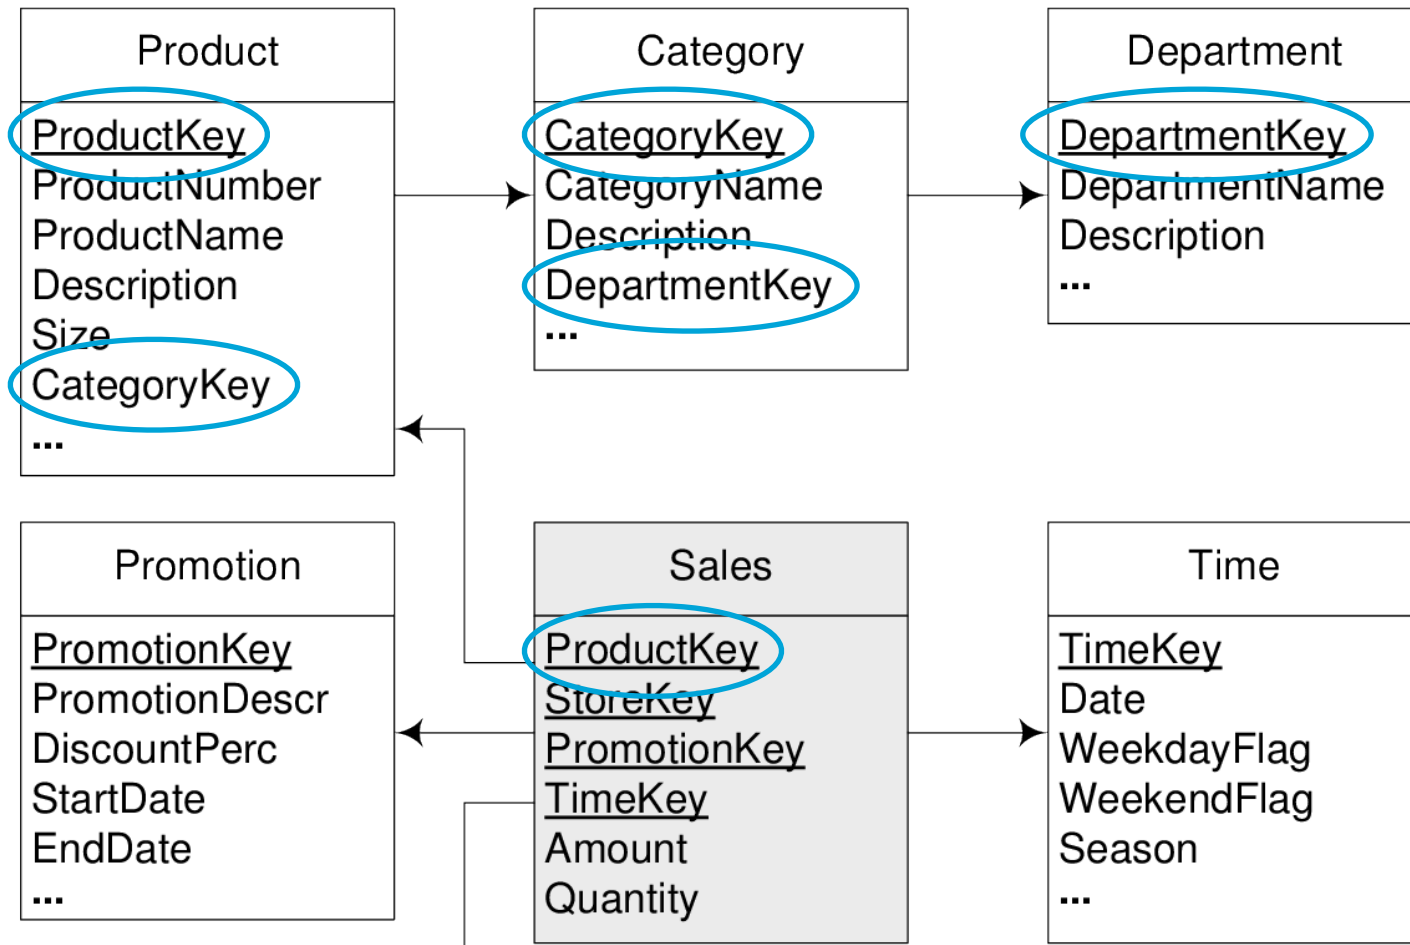 Product
ProductKey
ProductNumber
ProductName
Description
Size
CategoryKey
...
Category
CategoryKey
CategoryName
Description
DepartmentKey
...
Department
DepartmentKey
DepartmentName
Description
...
Promotion
PromotionKey
PromotionDescr
DiscountPerc
StartDate
EndDate
...
Sales
ProductKey
StoreKey
PromotionKey
TimeKey
Amount
Quantity
Time
TimeKey
Date
WeekdayFlag
WeekendFlag
Season
...